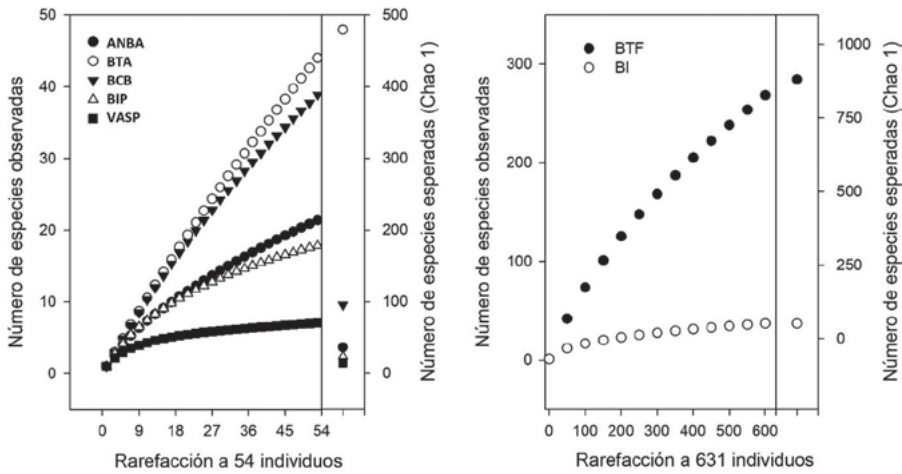 Número de especies observadas
50
40
30
20
10
0
ANBA
BTA
BCB
BIP
VASP
500
400
300
200
100
0
Número de especies esperadas (Chao 1)
0 9 18 27 36 45 54
Rarefacción a 54 individuos
Número de especies observadas
300
200
100
0
BTF
BI
1000
750
500
250
0
Número de especies esperadas (Chao 1)
0 100 200 300 400 500 600
Rarefacción a 631 individuos